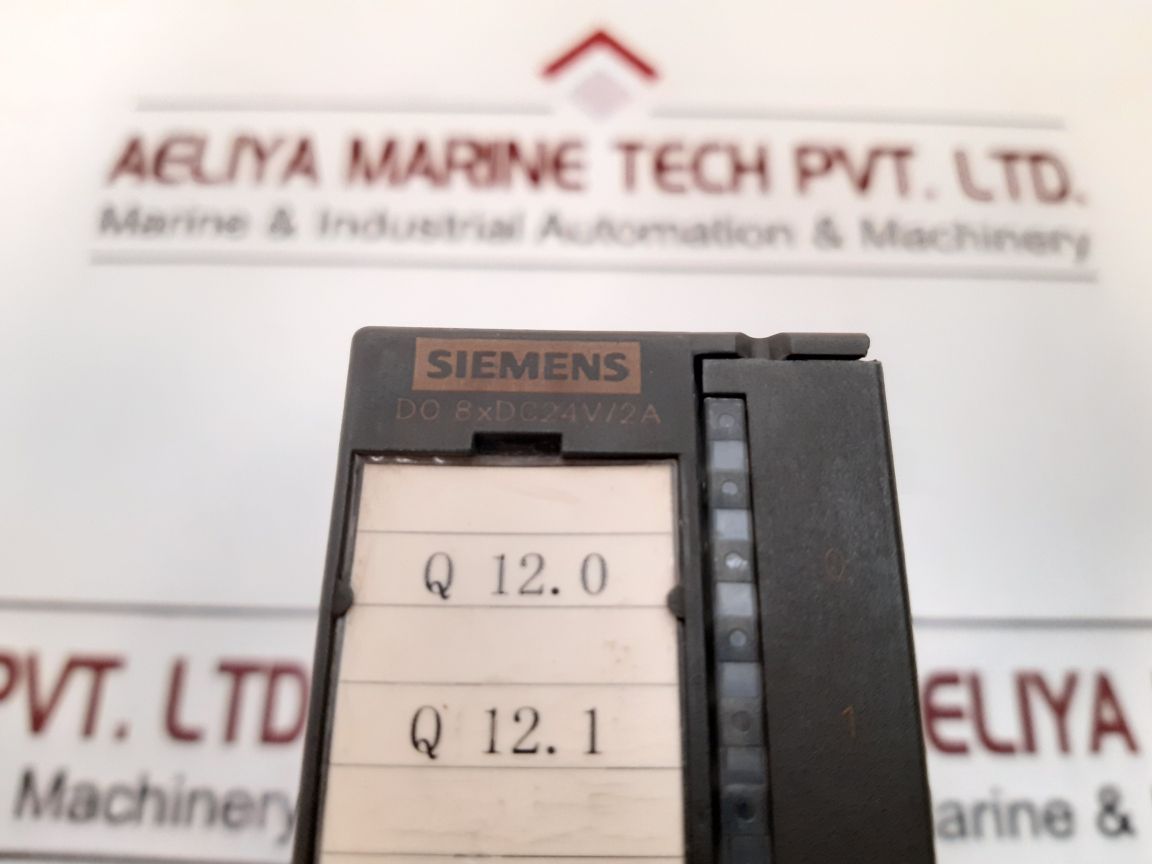 AELIYA MARINE TECH PVT. LTD.
Marine & Industrial Automation & Machinery
SIEMENS
DO 8xDC24V/2A
Q 12.0
0
Q 12.1
1
PVT. LTD
ELIYA
Machinery
arine &